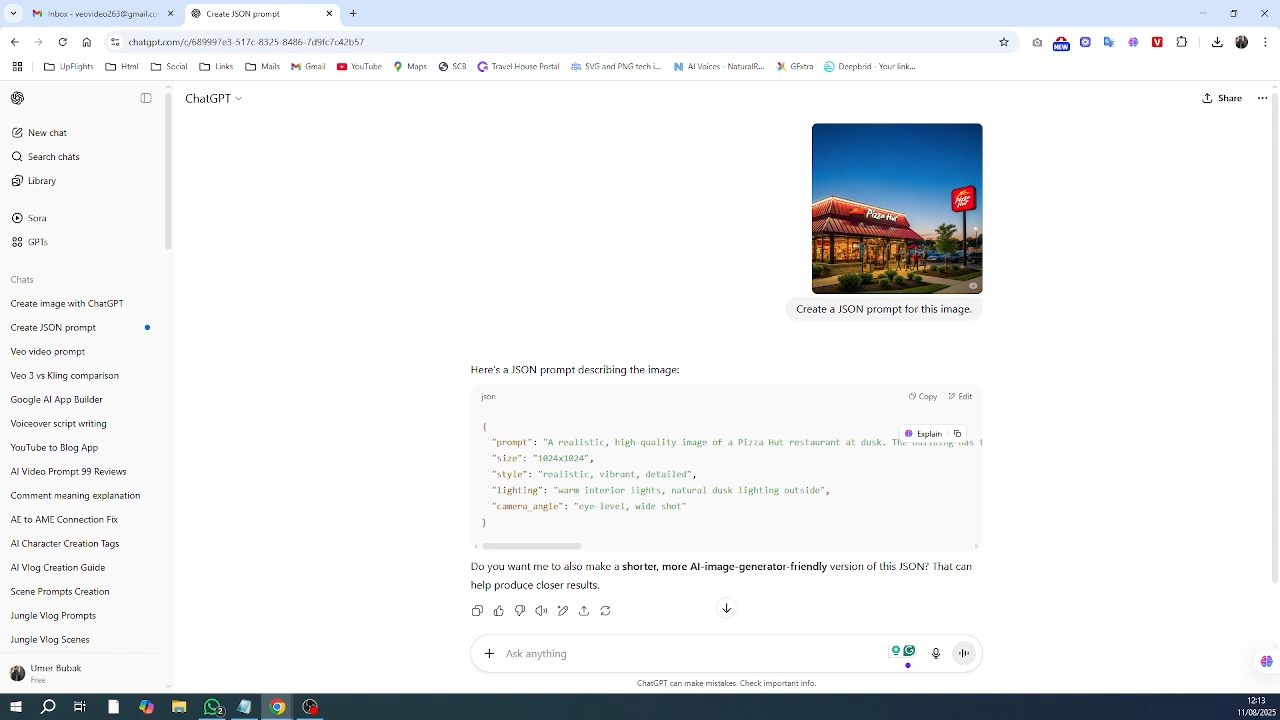 Inbox - veovideo263@gmail.co
Create JSON prompt
chatgpt.com/c/689997e3-517c-8325-8486-7d9fc7e42b57
NEW
UpFlights
Html
Social
Links
Mails
Gmail
YouTube
Maps
SCB
Travel House Portal
SVG and PNG tech i...
AI Voices - NaturalR...
GFxtra
Deepbrid - Your link...
ChatGPT
Share
New chat
Search chats
Library
Sora
GPTs
Chats
Create image with ChatGPT
Create JSON prompt
Veo video prompt
Veo 3 vs Kling comparison
Google AI App Builder
Voiceover script writing
YouTube to Blog App
AI Video Prompt 99 Reviews
Comment meaning explanation
AE to AME Connection Fix
AI Character Creation Tags
AI Vlog Creation Guide
Scene Prompts Creation
Jungle Vlog Prompts
Jungle Vlog Scenes
Umer Bubak
Free
Pizza Hut
Pizza Hut
Create a JSON prompt for this image.
Here's a JSON prompt describing the image:
json
Copy
Edit
Explain
{
"prompt": "A realistic, high-quality image of a Pizza Hut restaurant at dusk. The building has t
"size": "1024x1024",
"style": "realistic, vibrant, detailed",
"lighting": "warm interior lights, natural dusk lighting outside",
"camera_angle": "eye-level, wide shot"
}
Do you want me to also make a shorter, more AI-image-generator-friendly version of this JSON? That can
help produce closer results.
Ask anything
ChatGPT can make mistakes. Check important info.
2
12:13
11/08/2025